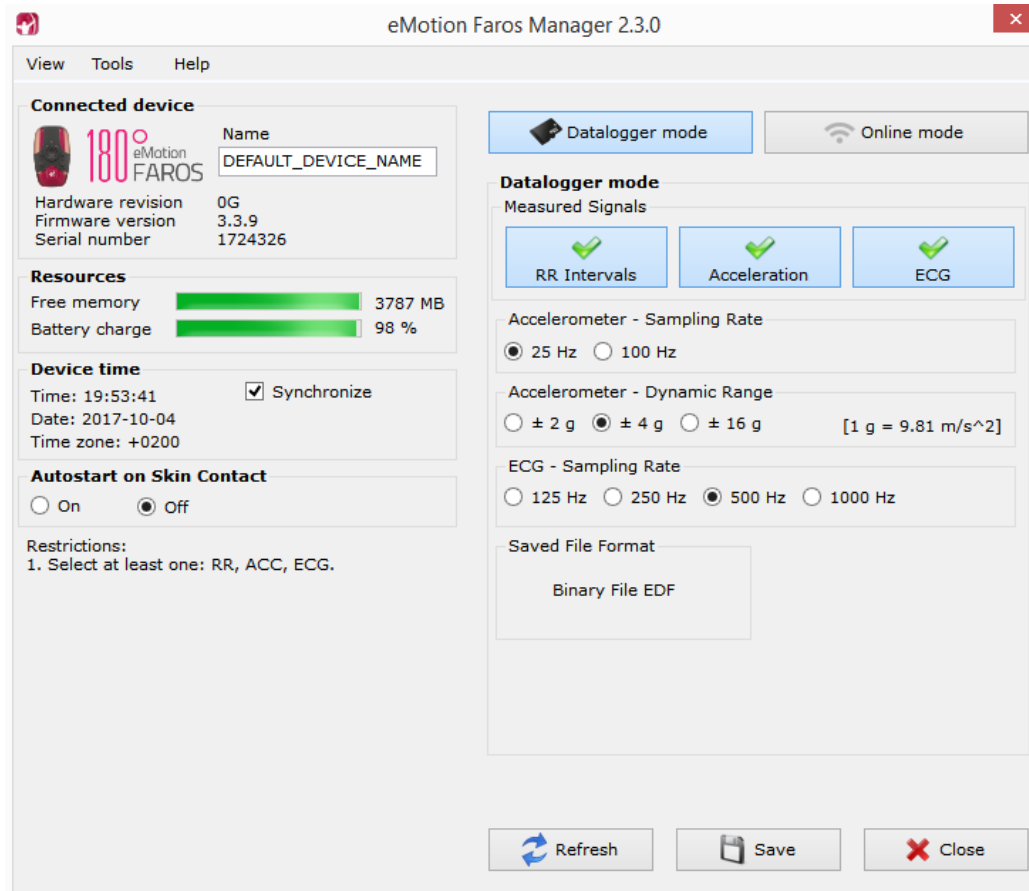 eMotion Faros Manager 2.3.0
View Tools Help
Connected device
180°
eMotion
FAROS
Name
DEFAULT_DEVICE_NAME
Hardware revision 0G
Firmware version 3.3.9
Serial number 1724326
Resources
Free memory 3787 MB
Battery charge 98 %
Device time
Time: 19:53:41
Synchronize
Date: 2017-10-04
Time zone: +0200
Autostart on Skin Contact
On Off
Restrictions:
1. Select at least one: RR, ACC, ECG.
Datalogger mode Online mode
Datalogger mode
Measured Signals
RR Intervals Acceleration ECG
Accelerometer - Sampling Rate
25 Hz 100 Hz
Accelerometer - Dynamic Range
± 2 g ± 4 g ± 16 g [1 g = 9.81 m/s^2]
ECG - Sampling Rate
125 Hz 250 Hz 500 Hz 1000 Hz
Saved File Format
Binary File EDF
Refresh Save Close